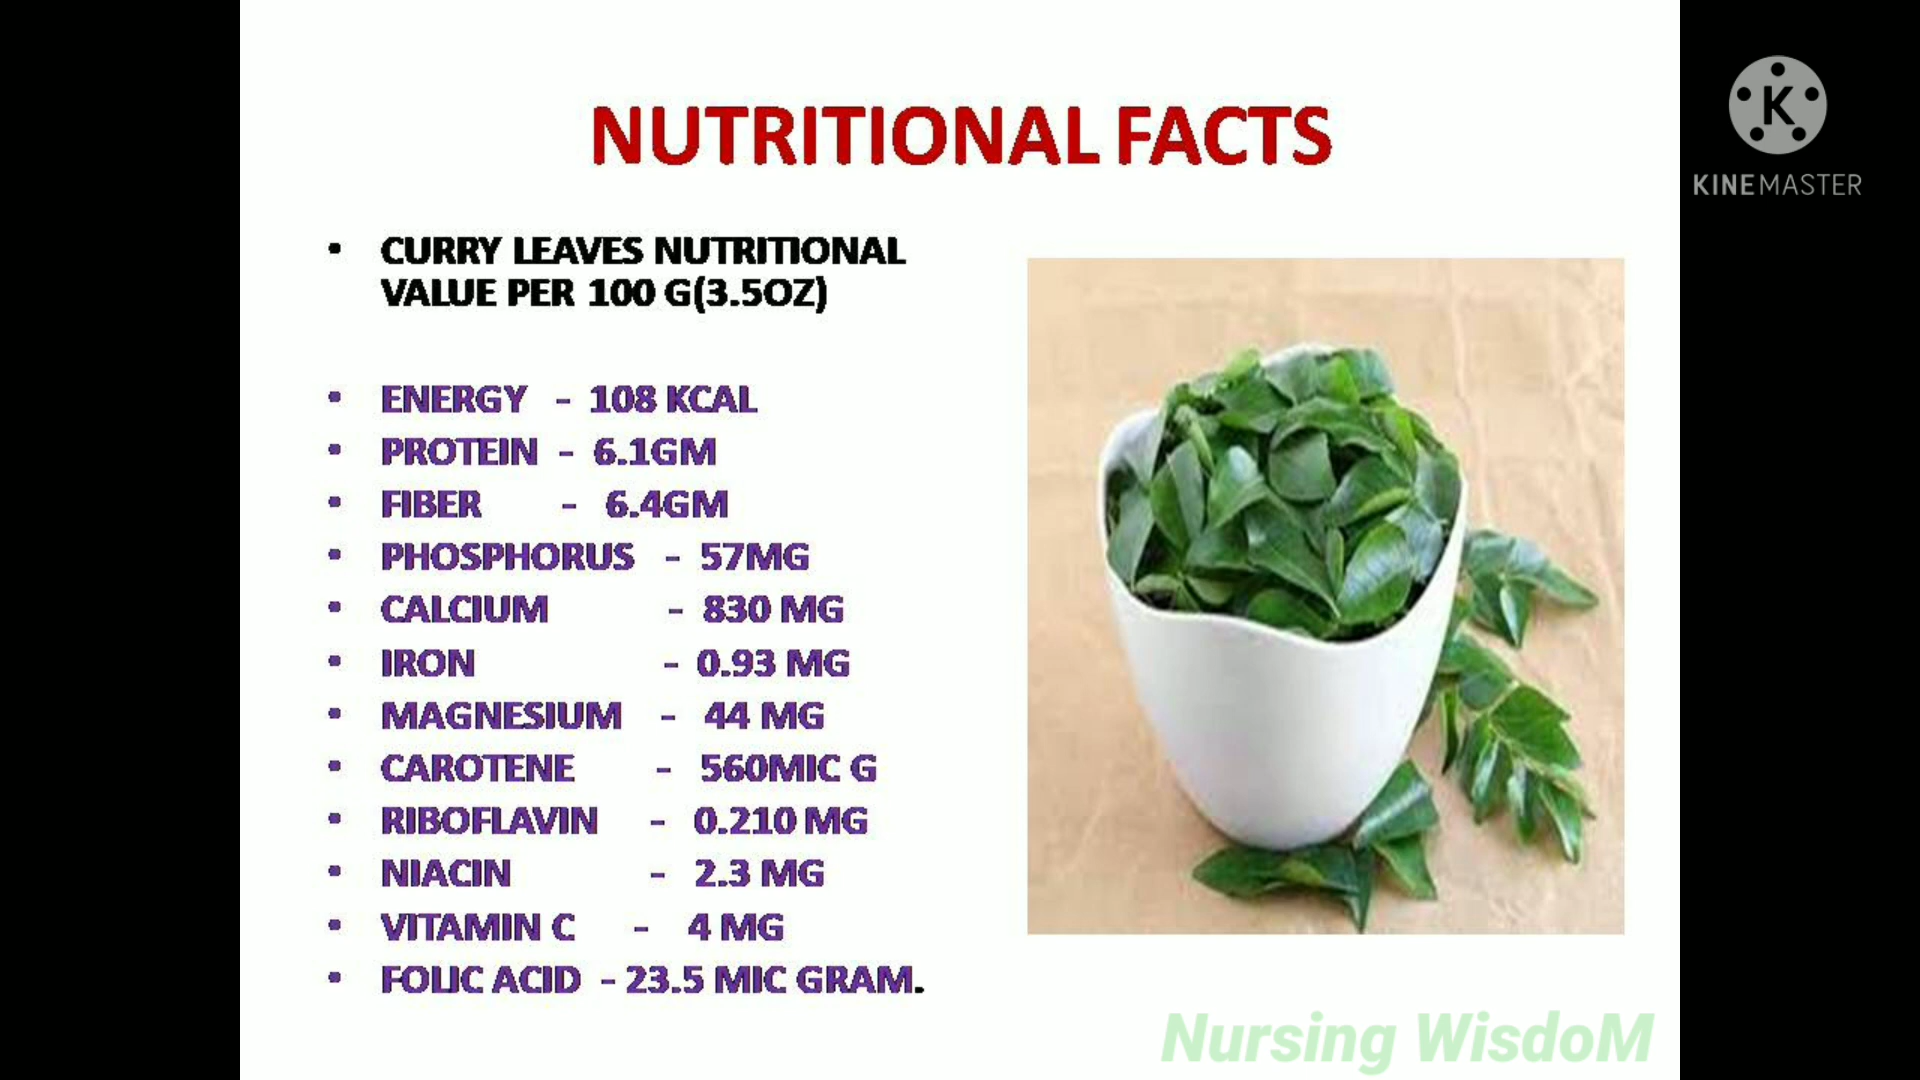 NUTRITIONAL FACTS
• CURRY LEAVES NUTRITIONAL
VALUE PER 100 G(3.5OZ)
• ENERGY - 108 KCAL
• PROTEIN - 6.1GM
• FIBER - 6.4GM
• PHOSPHORUS - 57MG
• CALCIUM - 830 MG
• IRON - 0.93 MG
• MAGNESIUM - 44 MG
• CAROTENE - 560MIC G
• RIBOFLAVIN - 0.210 MG
• NIACIN - 2.3 MG
• VITAMIN C - 4 MG
• FOLIC ACID - 23.5 MIC GRAM.
K
KINEMASTER
Nursing WisdoM